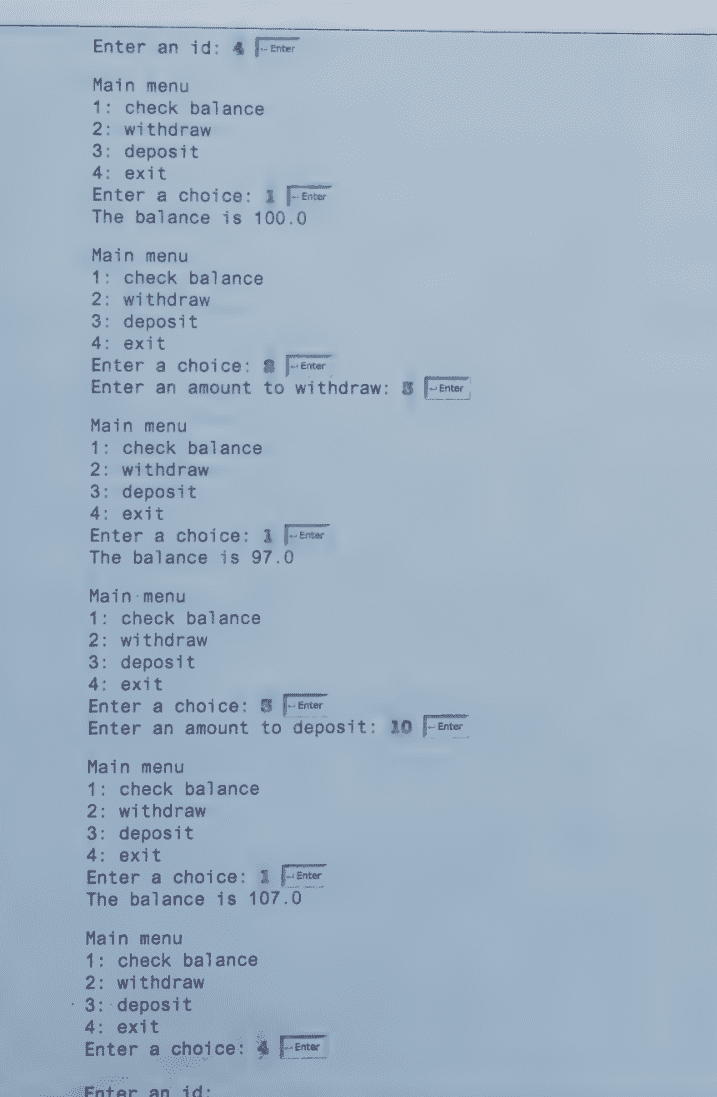 Enter an id: 4 ↵Enter
Main menu
1: check balance
2: withdraw
3: deposit
4: exit
Enter a choice: 1 ↵Enter
The balance is 100.0
Main menu
1: check balance
2: withdraw
3: deposit
4: exit
Enter a choice: 2 ↵Enter
Enter an amount to withdraw: 3 ↵Enter
Main menu
1: check balance
2: withdraw
3: deposit
4: exit
Enter a choice: 1 ↵Enter
The balance is 97.0
Main menu
1: check balance
2: withdraw
3: deposit
4: exit
Enter a choice: 3 ↵Enter
Enter an amount to deposit: 10 ↵Enter
Main menu
1: check balance
2: withdraw
3: deposit
4: exit
Enter a choice: 1 ↵Enter
The balance is 107.0
Main menu
1: check balance
2: withdraw
3: deposit
4: exit
Enter a choice: 4 ↵Enter
Enter an id: